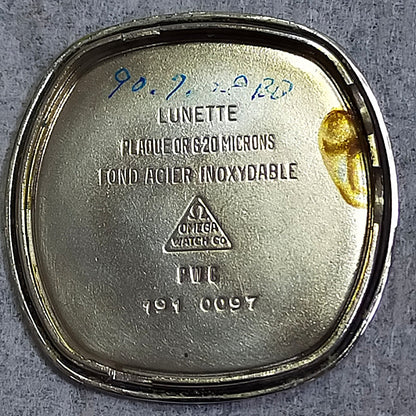 LUNETTE
PLAQUE OR G 20 MICRONS
FOND ACIER INOXYDABLE
Ω
OMEGA
WATCH CO
PWC
191 0097